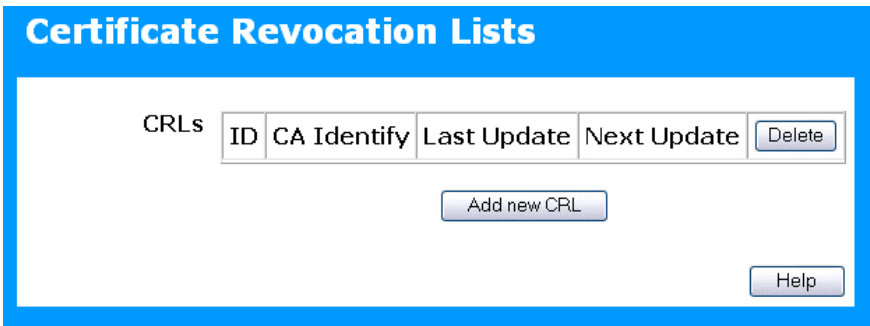 Certificate Revocation Lists
CRLs ID CA Identify Last Update Next Update Delete
Add new CRL
Help